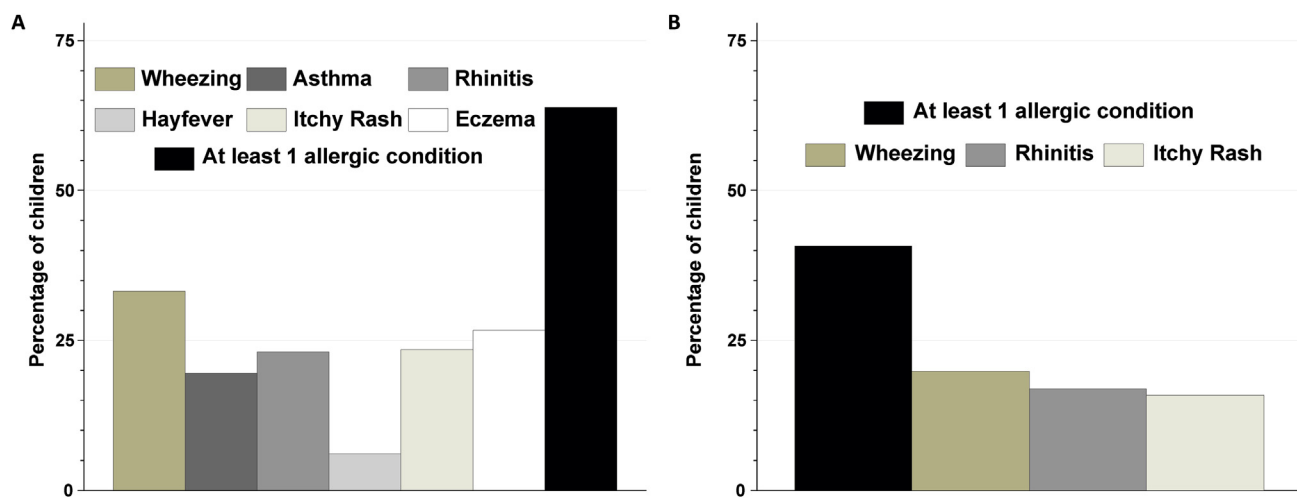 A
Percentage of children
75
50
25
0
Wheezing Asthma Rhinitis
Hayfever Itchy Rash Eczema
At least 1 allergic condition
B
Percentage of children
75
50
25
0
At least 1 allergic condition
Wheezing Rhinitis Itchy Rash